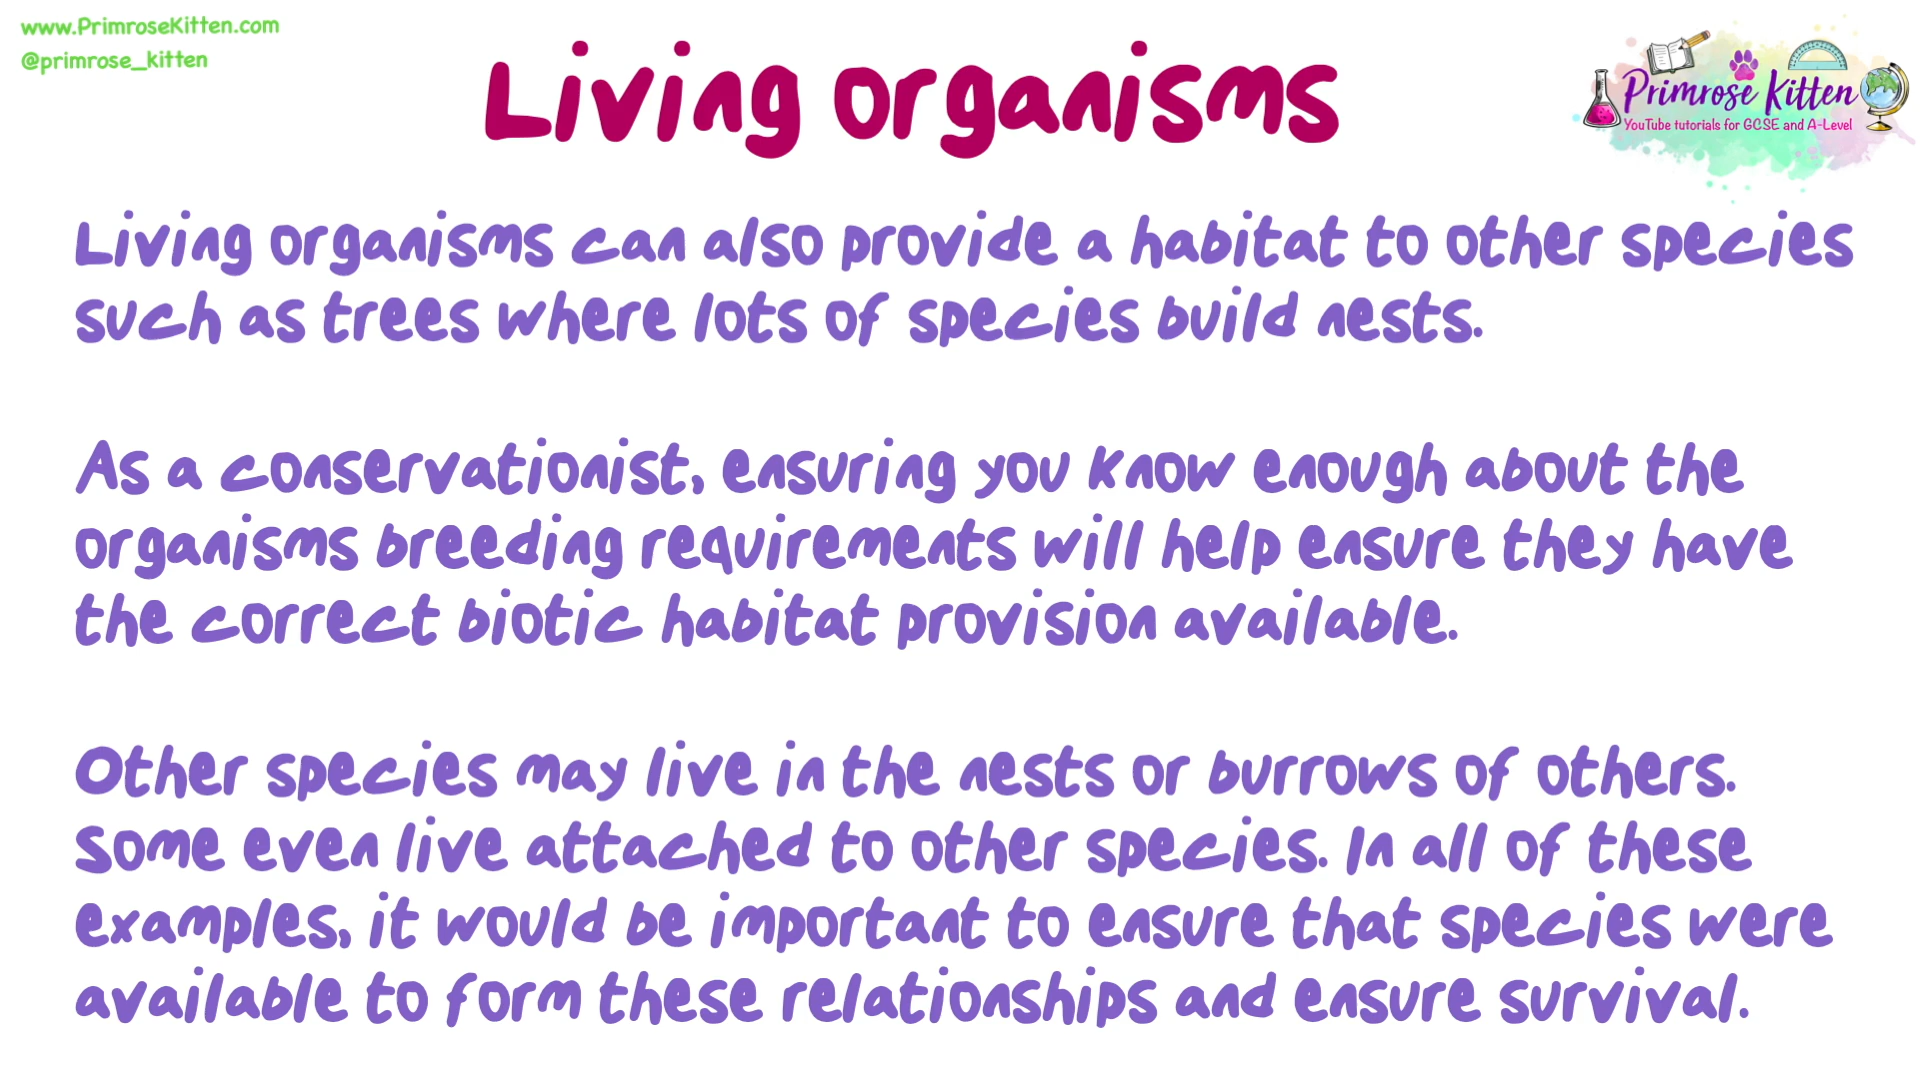 www.PrimroseKitten.com
@primrose_kitten
Living organisms
Primrose Kitten
YouTube tutorials for GCSE and A-Level
Living organisms can also provide a habitat to other species
such as trees where lots of species build nests.
As a conservationist, ensuring you know enough about the
organisms breeding requirements will help ensure they have
the correct biotic habitat provision available.
Other species may live in the nests or burrows of others.
Some even live attached to other species. In all of these
examples, it would be important to ensure that species were
available to form these relationships and ensure survival.